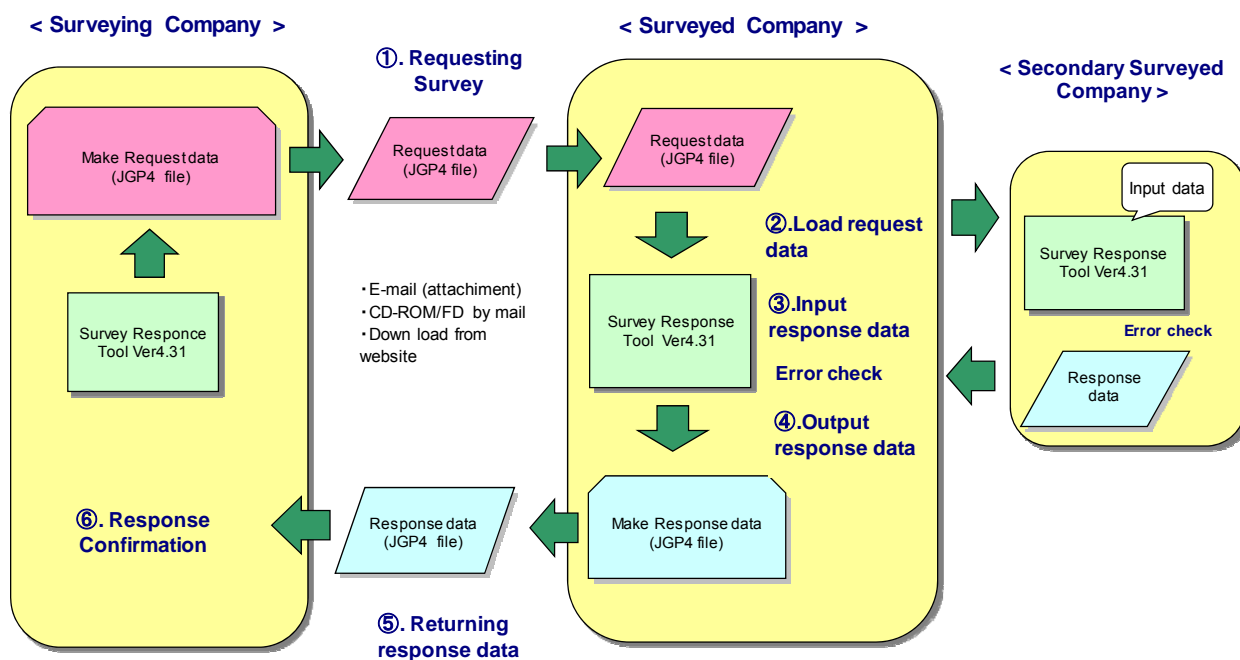 < Surveying Company >
①. Requesting
Survey
< Surveyed Company >
< Secondary Surveyed
Company >
Make Request data
(JGP4 file)
Request data
(JGP4 file)
Request data
(JGP4 file)
Input data
②.Load request
data
Survey Response
Tool Ver4.31
Survey Responce
Tool Ver4.31
・E-mail (attachiment)
・CD-ROM/FD by mail
・Down load from
website
Survey Response
Tool Ver4.31
③.Input
response data
Error check
Error check
Response
data
④.Output
response data
⑥. Response
Confirmation
Response data
(JGP4 file)
Make Response data
(JGP4 file)
⑤. Returning
response data